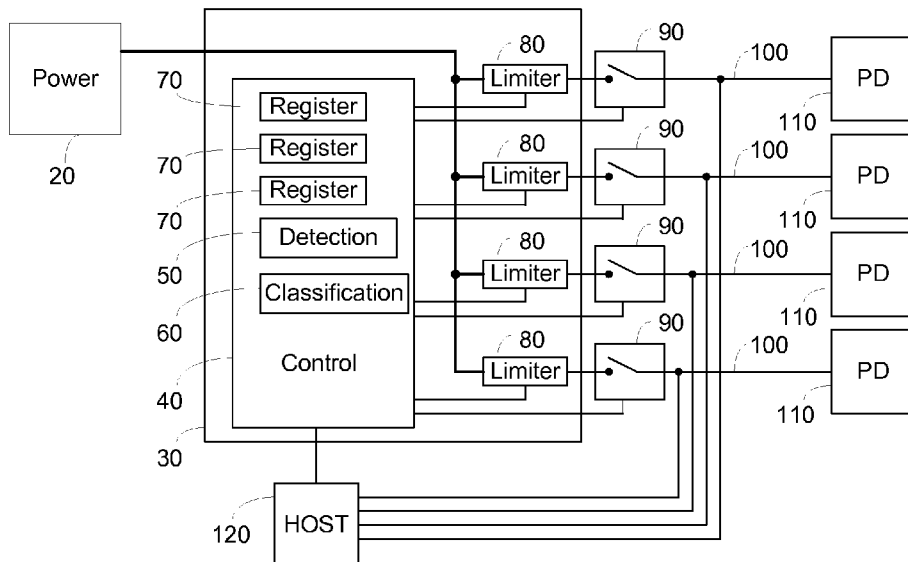 80
90
100
Power
70
Limiter
PD
Register
110
20
70
Register
80
90
100
Limiter
PD
70
Register
110
50
Detection
80
90
100
Limiter
PD
60
Classification
110
80
90
100
40
Control
Limiter
PD
110
30
120
HOST